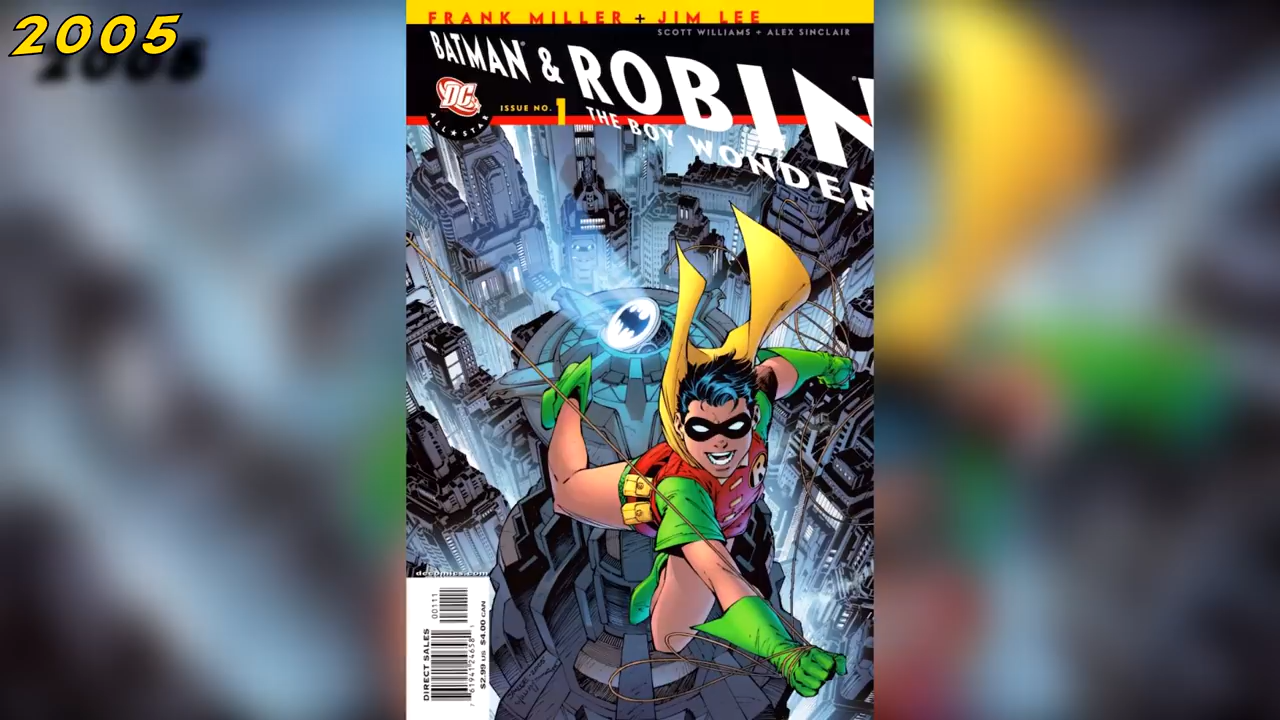 2005
FRANK MILLER + JIM LEE
SCOTT WILLIAMS + ALEX SINCLAIR
BATMAN & ROBIN
THE BOY WONDER
DC
ALL ★ STAR
ISSUE NO. 1
R
dccomics.com
DIRECT SALES
00111
$2.99 US $4.00 CAN